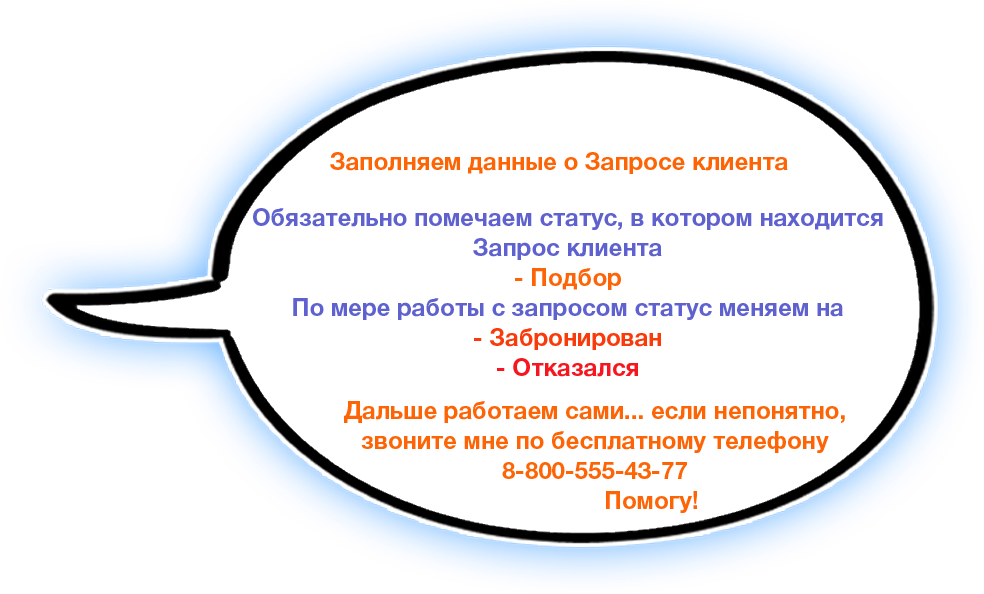 Заполняем данные о Запросе клиента
Обязательно помечаем статус, в котором находится
Запрос клиента
- Подбор
По мере работы с запросом статус меняем на
- Забронирован
- Отказался
Дальше работаем сами... если непонятно,
звоните мне по бесплатному телефону
8-800-555-43-77
Помогу!